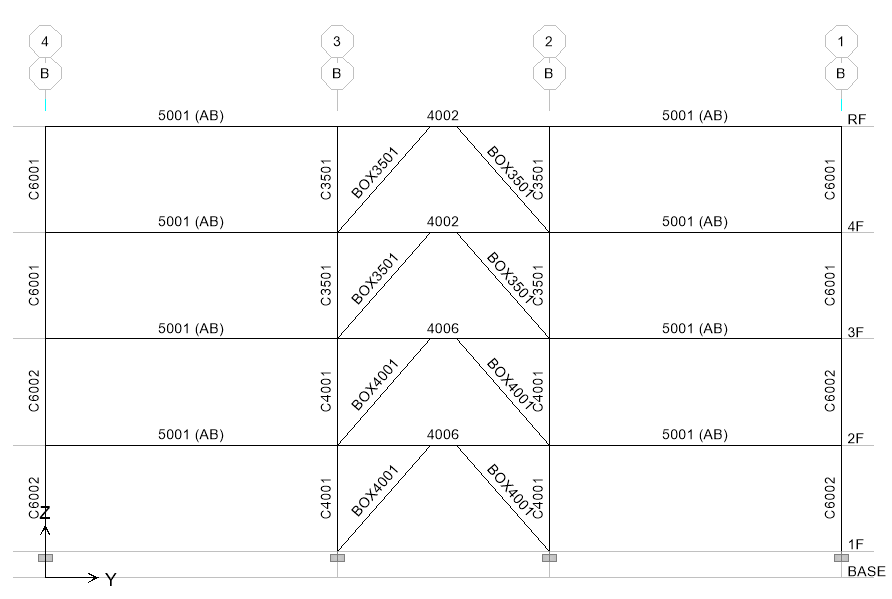 4 3 2 1
B B B B
5001 (AB) 4002 5001 (AB) RF
C6001 C3501 BOX3501 BOX3501 C3501 C6001
5001 (AB) 4002 5001 (AB) 4F
C6001 C3501 BOX3501 BOX3501 C3501 C6001
5001 (AB) 4006 5001 (AB) 3F
C6002 C4001 BOX4001 BOX4001 C4001 C6002
5001 (AB) 4006 5001 (AB) 2F
C6002 C4001 BOX4001 BOX4001 C4001 C6002
Z
1F
Y BASE